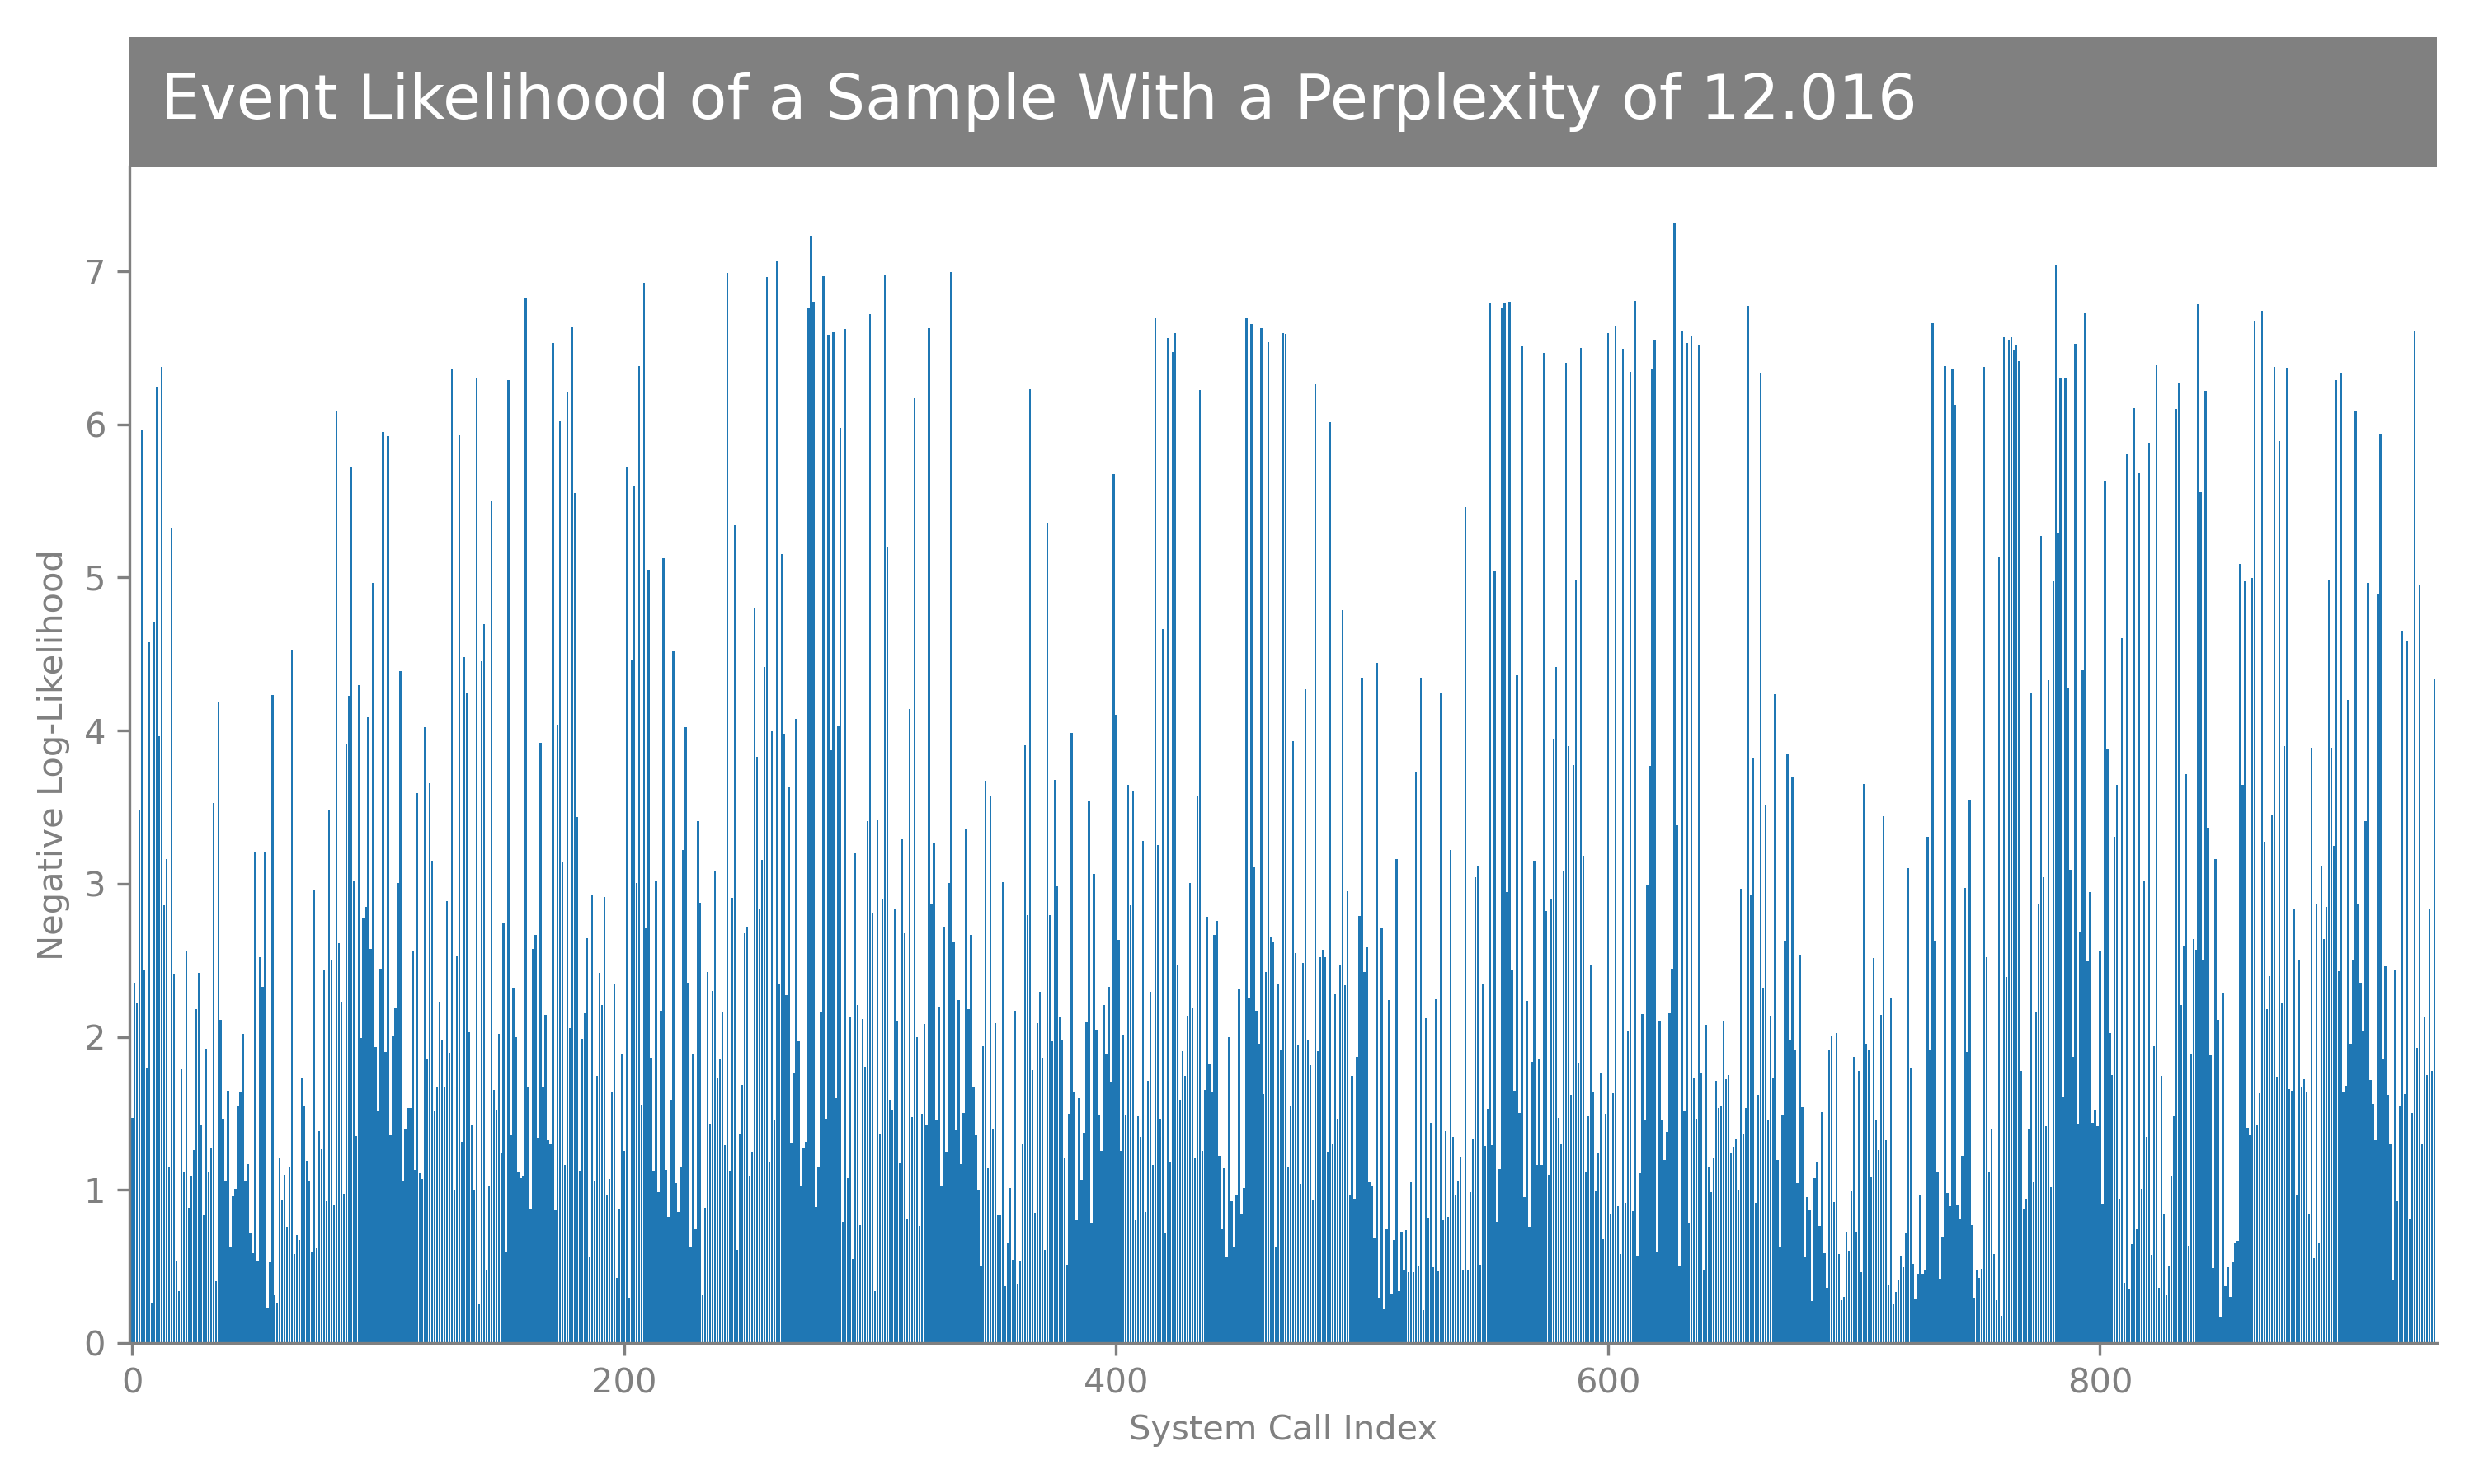 Event Likelihood of a Sample With a Perplexity of 12.016
7
6
5
4
3
2
1
0
Negative Log-Likelihood
0 200 400 600 800
System Call Index